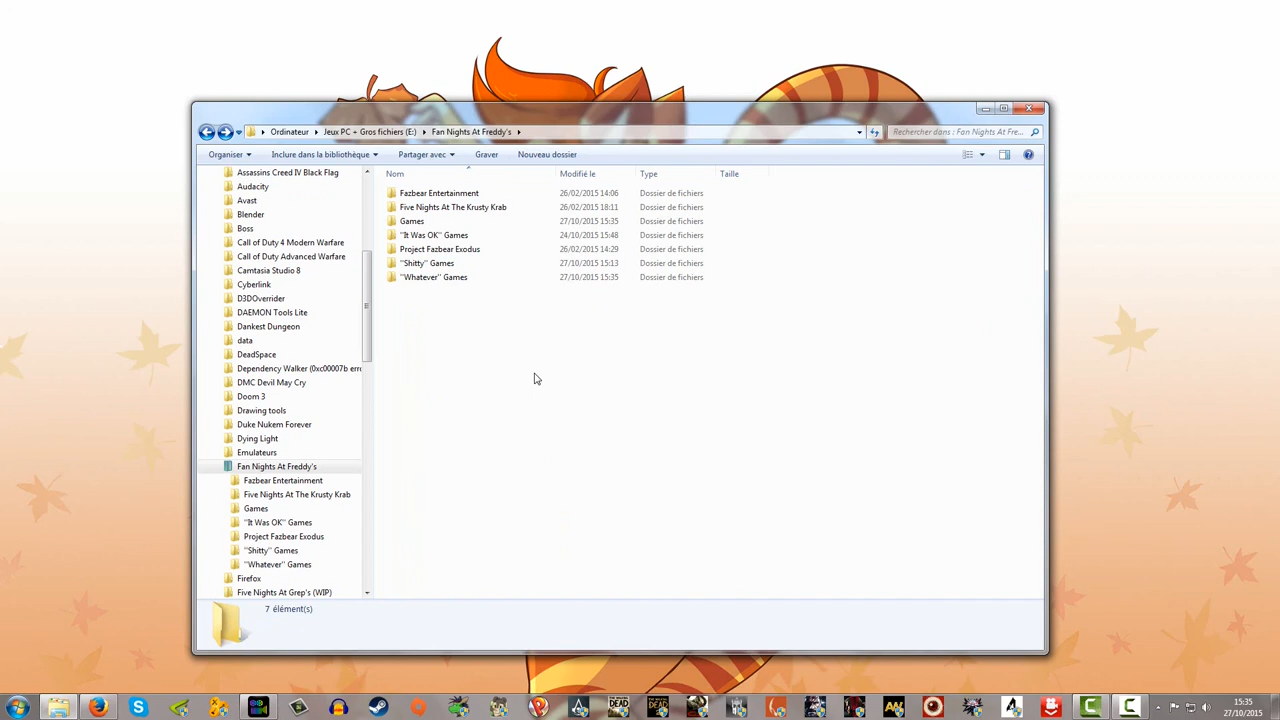 Ordinateur
Jeux PC + Gros fichiers (E:)
Fan Nights At Freddy's
Rechercher dans : Fan Nights At Fre...
Organiser
Inclure dans la bibliothèque
Partager avec
Graver
Nouveau dossier
Assassins Creed IV Black Flag
Audacity
Avast
Blender
Boss
Call of Duty 4 Modern Warfare
Call of Duty Advanced Warfare
Camtasia Studio 8
Cyberlink
D3DOverrider
DAEMON Tools Lite
Dankest Dungeon
data
DeadSpace
Dependency Walker (0xc00007b erro
DMC Devil May Cry
Doom 3
Drawing tools
Duke Nukem Forever
Dying Light
Emulateurs
Fan Nights At Freddy's
Fazbear Entertainment
Five Nights At The Krusty Krab
Games
"It Was OK" Games
Project Fazbear Exodus
"Shitty" Games
"Whatever" Games
Firefox
Five Nights At Grep's (WIP)
Nom Modifié le Type Taille
Fazbear Entertainment 26/02/2015 14:06 Dossier de fichiers
Five Nights At The Krusty Krab 26/02/2015 18:11 Dossier de fichiers
Games 27/10/2015 15:35 Dossier de fichiers
"It Was OK" Games 24/10/2015 15:48 Dossier de fichiers
Project Fazbear Exodus 26/02/2015 14:29 Dossier de fichiers
"Shitty" Games 27/10/2015 15:13 Dossier de fichiers
"Whatever" Games 27/10/2015 15:35 Dossier de fichiers
7 élément(s)
15:35
27/10/2015